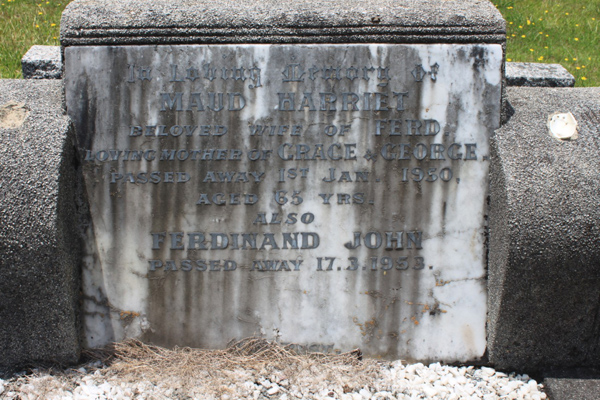 In Loving Memory of
MAUD HARRIET
BELOVED WIFE OF FERD
LOVING MOTHER OF GRACE & GEORGE.
PASSED AWAY 1ST JAN. 1950.
AGED 65 YRS.
ALSO
FERDINAND JOHN
PASSED AWAY 17.3.1953.